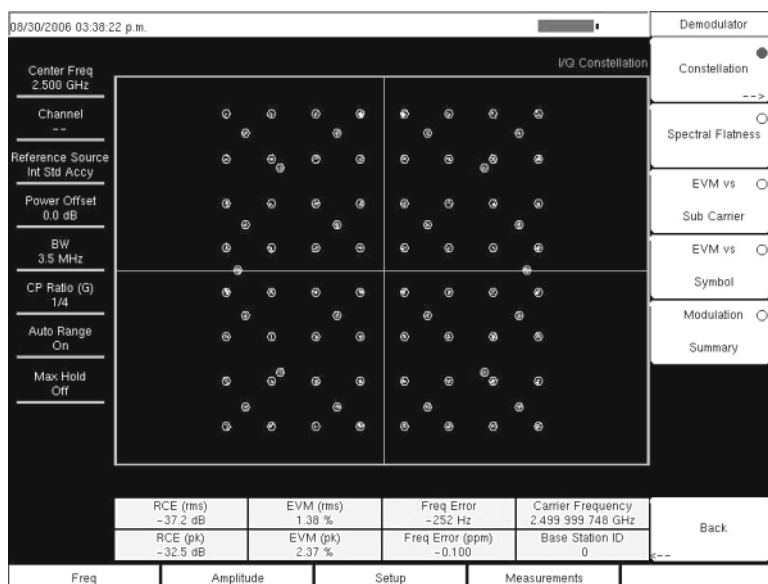 08/30/2006 03:38:22 p.m.
Demodulator
I/Q Constellation
Center Freq
2.500 GHz
Channel
--
Reference Source
Int Std Accy
Power Offset
0.0 dB
BW
3.5 MHz
CP Ratio (G)
1/4
Auto Range
On
Max Hold
Off
Constellation
-->
Spectral Flatness
EVM vs
Sub Carrier
EVM vs
Symbol
Modulation
Summary
Back
<--
RCE (rms)
-37.2 dB
EVM (rms)
1.38 %
Freq Error
-252 Hz
Carrier Frequency
2.499 999 748 GHz
RCE (pk)
-32.5 dB
EVM (pk)
2.37 %
Freq Error (ppm)
-0.100
Base Station ID
0
Freq
Amplitude
Setup
Measurements